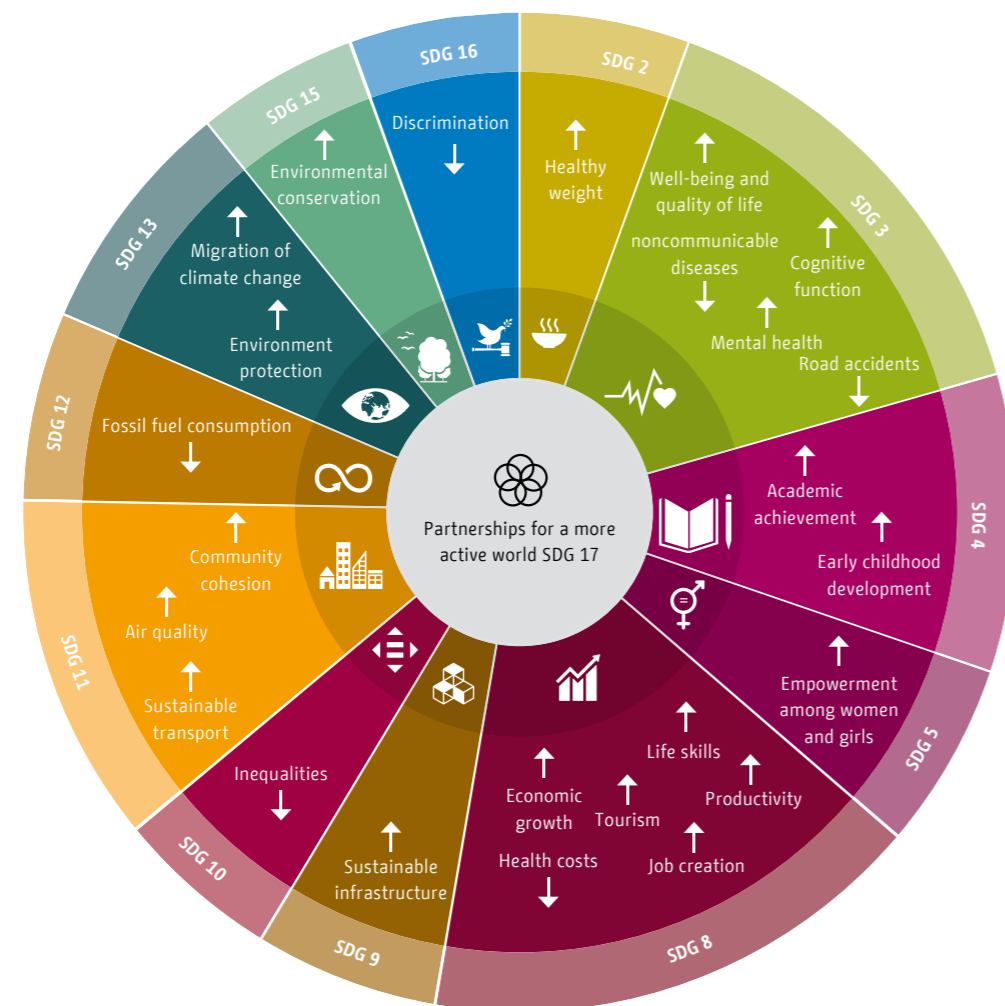 SDG 16
Discrimination
SDG 2
Healthy
weight
SDG 3
Well-being and
quality of life
noncommunicable
diseases
Cognitive
function
Mental health
Road accidents
SDG 4
Academic
achievement
Early childhood
development
SDG 5
Empowerment
among women
and girls
SDG 8
Life skills
Productivity
Economic
growth
Tourism
Health costs
Job creation
SDG 9
Sustainable
infrastructure
SDG 10
Inequalities
SDG 11
Community
cohesion
Air quality
Sustainable
transport
SDG 12
Fossil fuel consumption
SDG 13
Migration of
climate change
Environment
protection
SDG 15
Environmental
conservation
Partnerships for a more
active world SDG 17